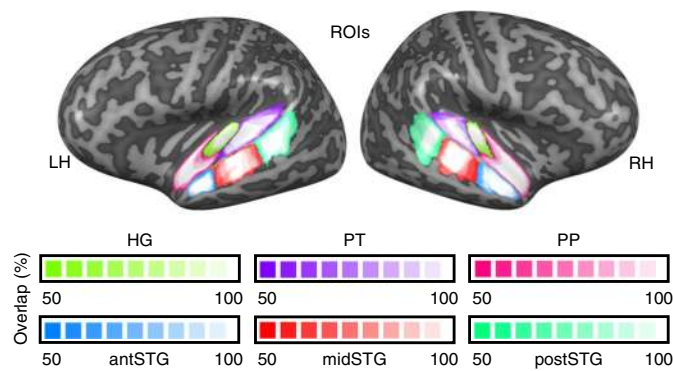 ROIs
LH
RH
HG PT PP
Overlap (%)
50 100 50 100 50 100
50 antSTG 100 50 midSTG 100 50 postSTG 100